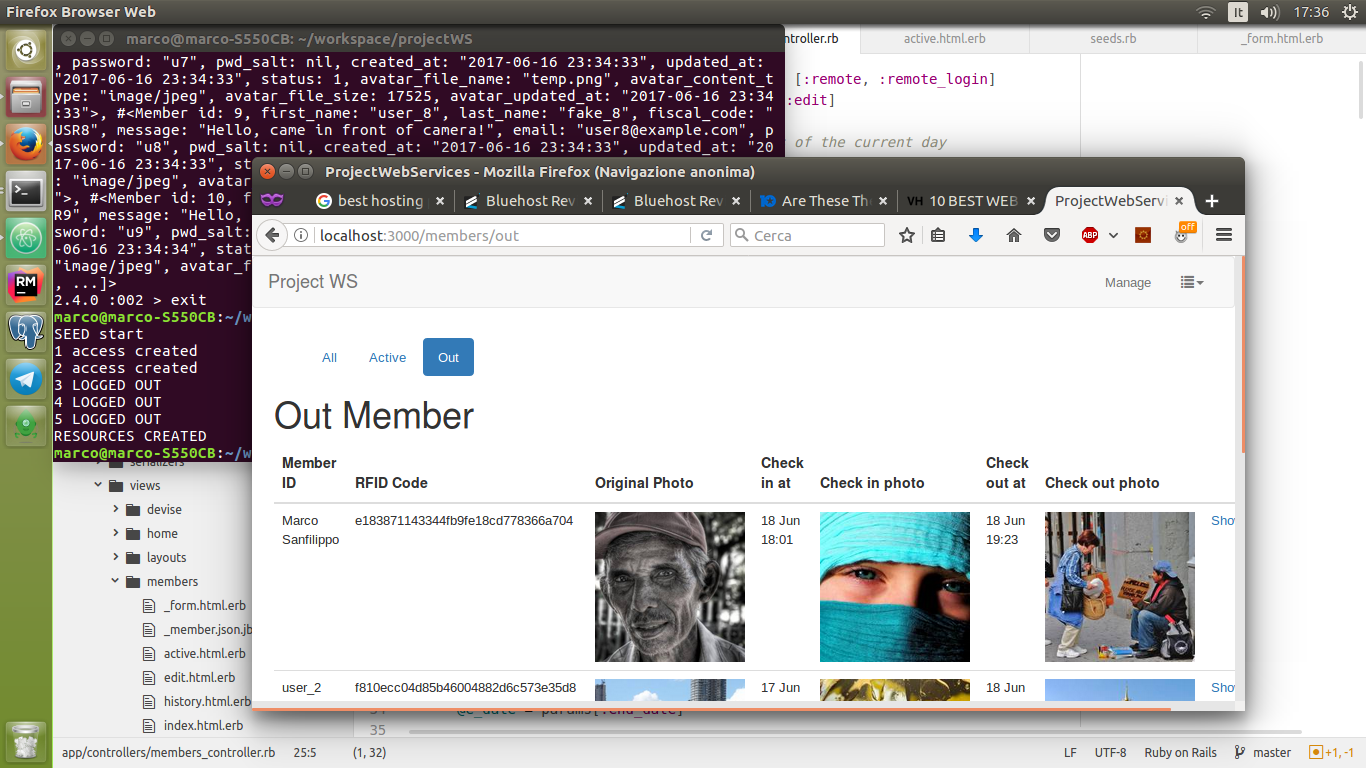 Firefox Browser Web
It
17:36
marco@marco-S550CB: ~/workspace/projectWS
, password: "u7", pwd_salt: nil, created_at: "2017-06-16 23:34:33", updated_at:
"2017-06-16 23:34:33", status: 1, avatar_file_name: "temp.png", avatar_content_t
ype: "image/jpeg", avatar_file_size: 17525, avatar_updated_at: "2017-06-16 23:34
:33">, #<Member id: 9, first_name: "user_8", last_name: "fake_8", fiscal_code: "
USR8", message: "Hello, came in front of camera!", email: "user8@example.com", p
assword: "u8", pwd_salt: nil, created_at: "2017-06-16 23:34:33", updated_at: "20
17-06-16 23:34:33", st
: "image/jpeg", avatar
">, #<Member id: 10, f
R9", message: "Hello,
sword: "u9", pwd_salt:
-06-16 23:34:34", stat
"image/jpeg", avatar_f
, ...]>
2.4.0 :002 > exit
marco@marco-S550CB:~/w
SEED start
1 access created
2 access created
3 LOGGED OUT
4 LOGGED OUT
5 LOGGED OUT
RESOURCES CREATED
marco@marco-S550CB:~/w
ntroller.rb
active.html.erb
seeds.rb
_form.html.erb
[:remote, :remote_login]
:edit]
of the current day
ProjectWebServices - Mozilla Firefox (Navigazione anonima)
best hosting
Bluehost Rev
Bluehost Rev
Are These Th
VH 10 BEST WEB
ProjectWebServi
localhost:3000/members/out
Cerca
ABP
off
Project WS
Manage
All
Active
Out
Out Member
Member ID
RFID Code
Original Photo
Check in at
Check in photo
Check out at
Check out photo
Marco Sanfilippo
e183871143344fb9fe18cd778366a704
18 Jun 18:01
18 Jun 19:23
Show
user_2
f810ecc04d85b46004882d6c573e35d8
17 Jun
18 Jun
Show
RM
serializers
views
devise
home
layouts
members
_form.html.erb
_member.json.jb
active.html.erb
edit.html.erb
history.html.erb
index.html.erb
@e_date = params[:end_date]
35
app/controllers/members_controller.rb
25:5
(1, 32)
LF
UTF-8
Ruby on Rails
master
+1, -1